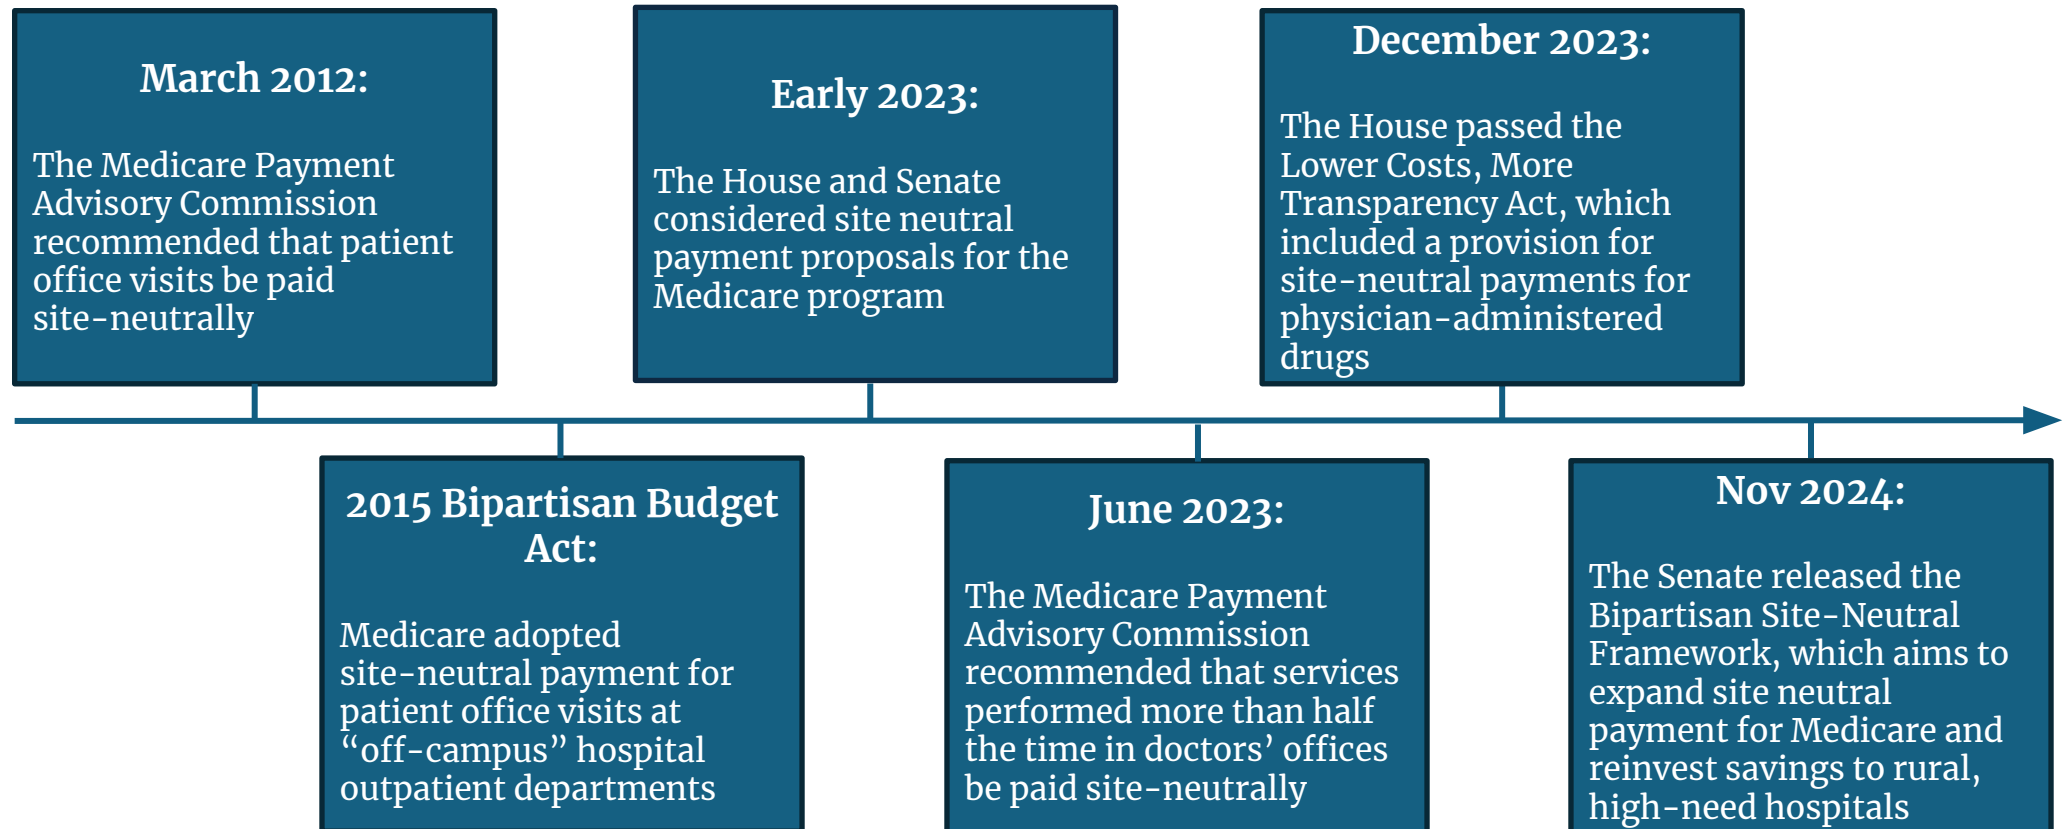 March 2012:
The Medicare Payment
Advisory Commission
recommended that patient
office visits be paid
site-neutrally
2015 Bipartisan Budget
Act:
Medicare adopted
site-neutral payment for
patient office visits at
“off-campus” hospital
outpatient departments
Early 2023:
The House and Senate
considered site neutral
payment proposals for the
Medicare program
June 2023:
The Medicare Payment
Advisory Commission
recommended that services
performed more than half
the time in doctors’ offices
be paid site-neutrally
December 2023:
The House passed the
Lower Costs, More
Transparency Act, which
included a provision for
site-neutral payments for
physician-administered
drugs
Nov 2024:
The Senate released the
Bipartisan Site-Neutral
Framework, which aims to
expand site neutral
payment for Medicare and
reinvest savings to rural,
high-need hospitals